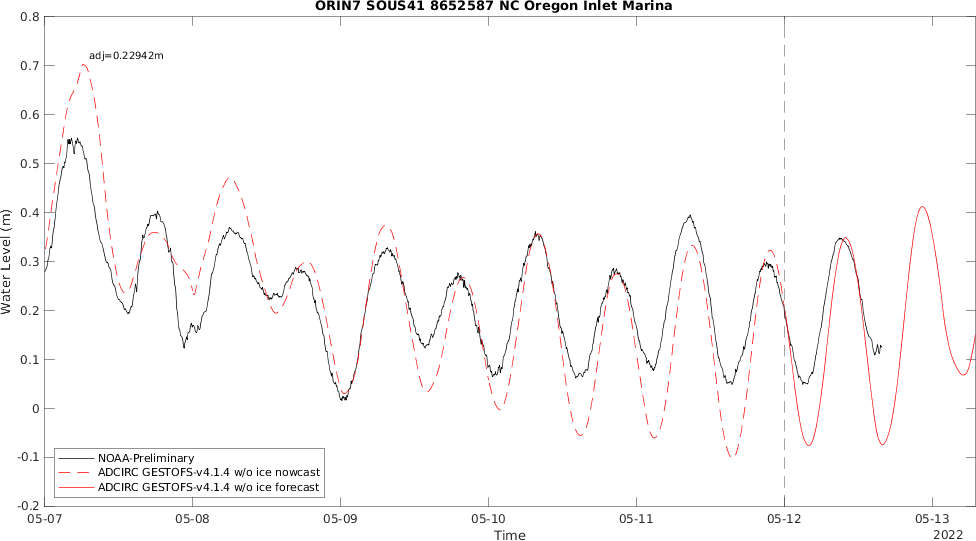 ORIN7 SOUS41 8652587 NC Oregon Inlet Marina
adj=0.22942m
0.8
0.7
0.6
0.5
0.4
0.3
0.2
0.1
0
-0.1
-0.2
Water Level (m)
NOAA-Preliminary
ADCIRC GESTOFS-v4.1.4 w/o ice nowcast
ADCIRC GESTOFS-v4.1.4 w/o ice forecast
05-07 05-08 05-09 05-10 05-11 05-12 05-13
Time
2022